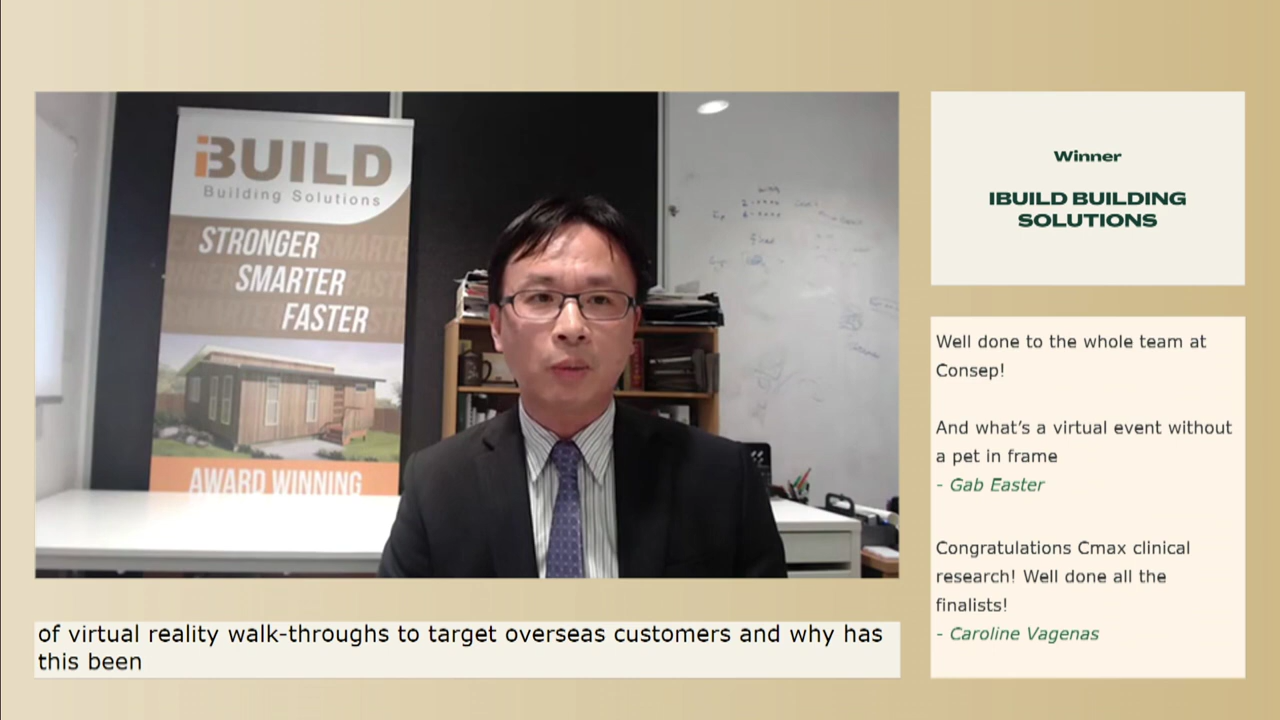 iBUILD
Building Solutions
STRONGER
SMARTER
FASTER
AWARD WINNING
Winner
IBUILD BUILDING
SOLUTIONS
Well done to the whole team at
Consep!
And what’s a virtual event without
a pet in frame
- Gab Easter
Congratulations Cmax clinical
research! Well done all the
finalists!
- Caroline Vagenas
of virtual reality walk-throughs to target overseas customers and why has
this been